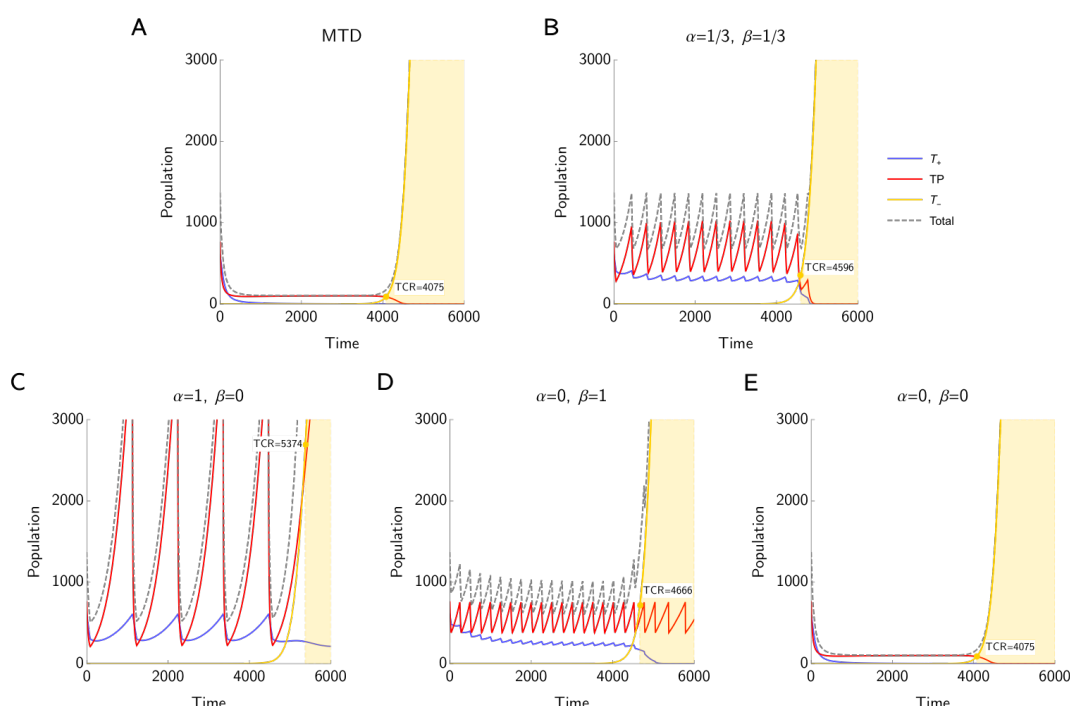 A
MTD
Population
3000
2000
1000
0
TCR=4075
0 2000 4000 6000
Time
B
α=1/3, β=1/3
Population
3000
2000
1000
0
TCR=4596
0 2000 4000 6000
Time
T₊
TP
T₋
Total
C
α=1, β=0
Population
3000
2000
1000
0
TCR=5374
0 2000 4000 6000
Time
D
α=0, β=1
Population
3000
2000
1000
0
TCR=4666
0 2000 4000 6000
Time
E
α=0, β=0
Population
3000
2000
1000
0
TCR=4075
0 2000 4000 6000
Time